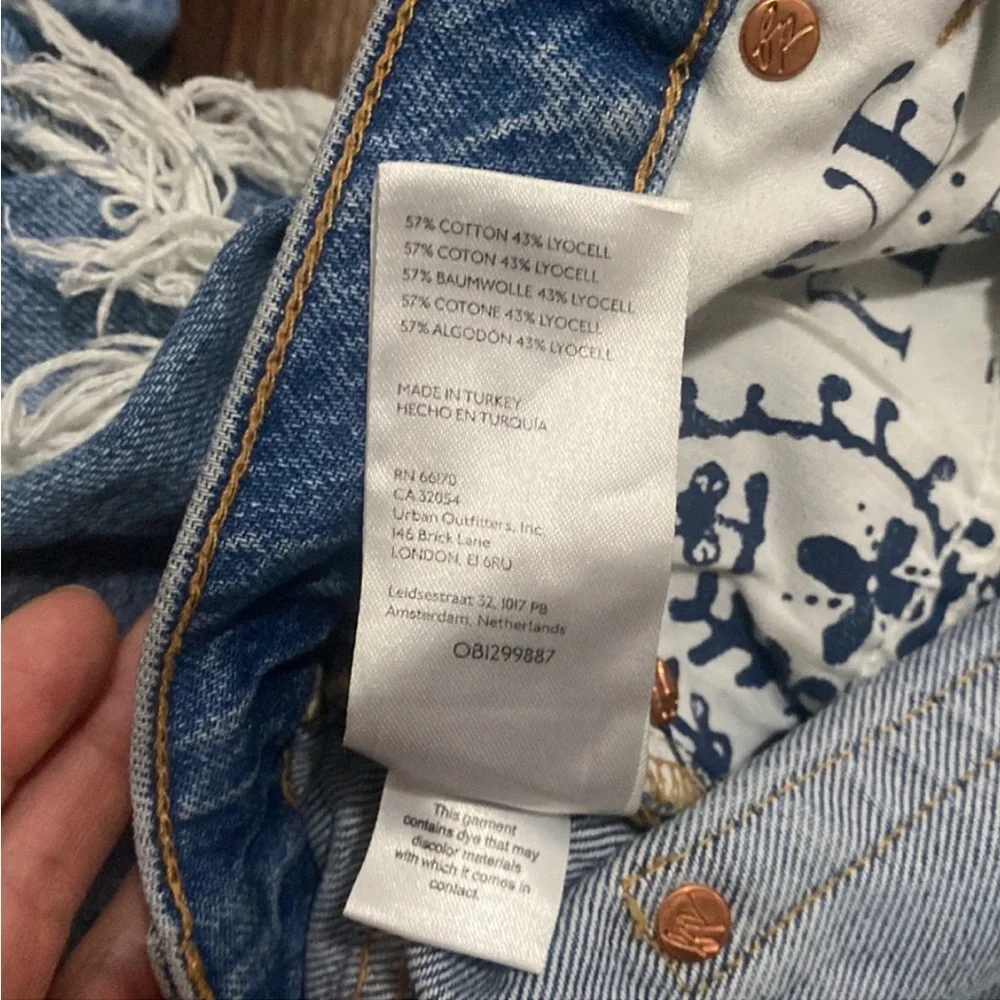 fp
57% COTTON 43% LYOCELL
57% COTON 43% LYOCELL
57% BAUMWOLLE 43% LYOCELL
57% COTONE 43% LYOCELL
57% ALGODÓN 43% LYOCELL
MADE IN TURKEY
HECHO EN TURQUÍA
RN 66170
CA 32054
Urban Outfitters, Inc.
146 Brick Lane
LONDON, E1 6RU
Leidsestraat 32, 1017 PB
Amsterdam, Netherlands
OB1299887
This garment
contains dye that may
discolor materials
with which it comes in
contact.
fp